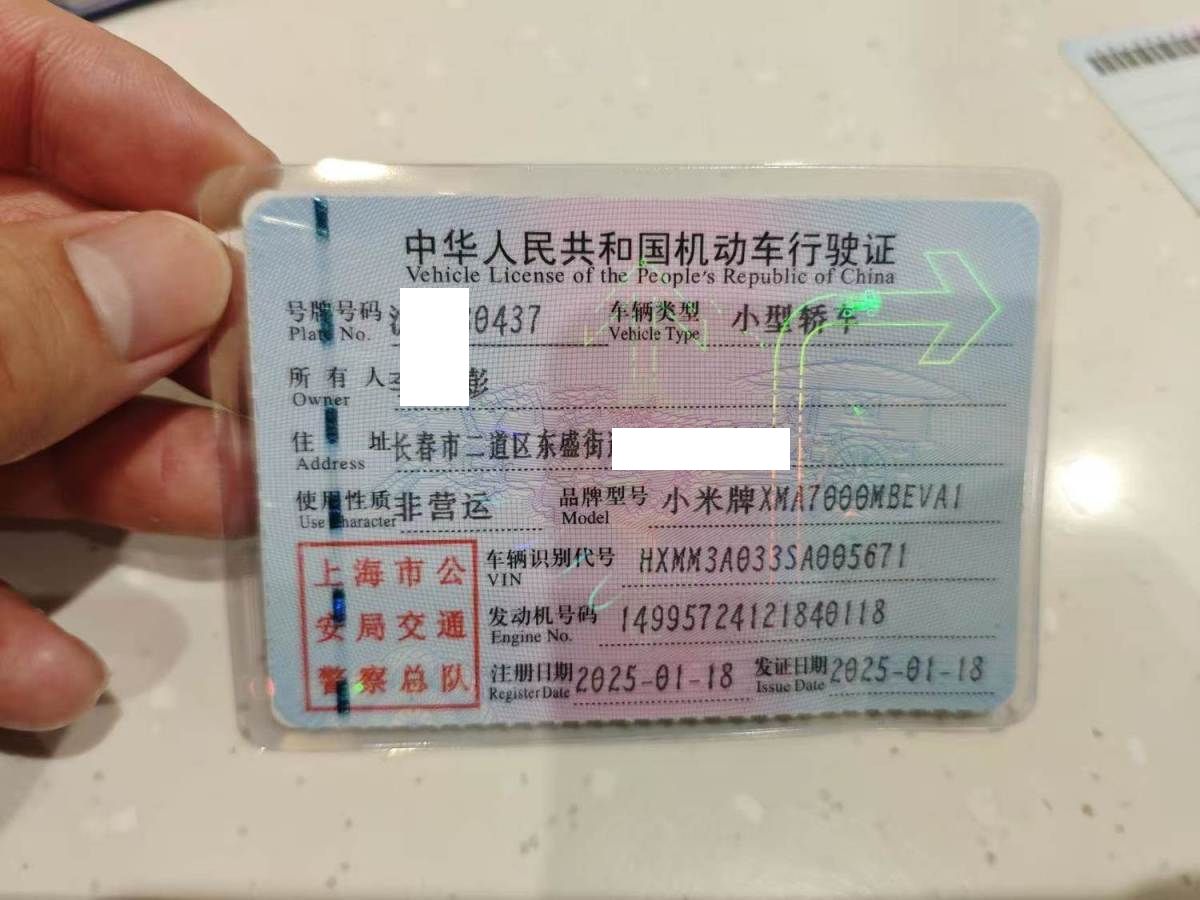 中华人民共和国机动车行驶证
Vehicle License of the People's Republic of China
号牌号码 0437 车辆类型 小型轿车
Plate No. Vehicle Type
所有人 彭
Owner
住址 长春市二道区东盛街
Address
使用性质 非营运 品牌型号 小米牌XMA7000MBEVA1
Use Character Model
上海市公安局交通警察总队
车辆识别代号 HXMM3A033SA005671
VIN
发动机号码 14995724121840118
Engine No.
注册日期 2025-01-18 发证日期 2025-01-18
Register Date Issue Date